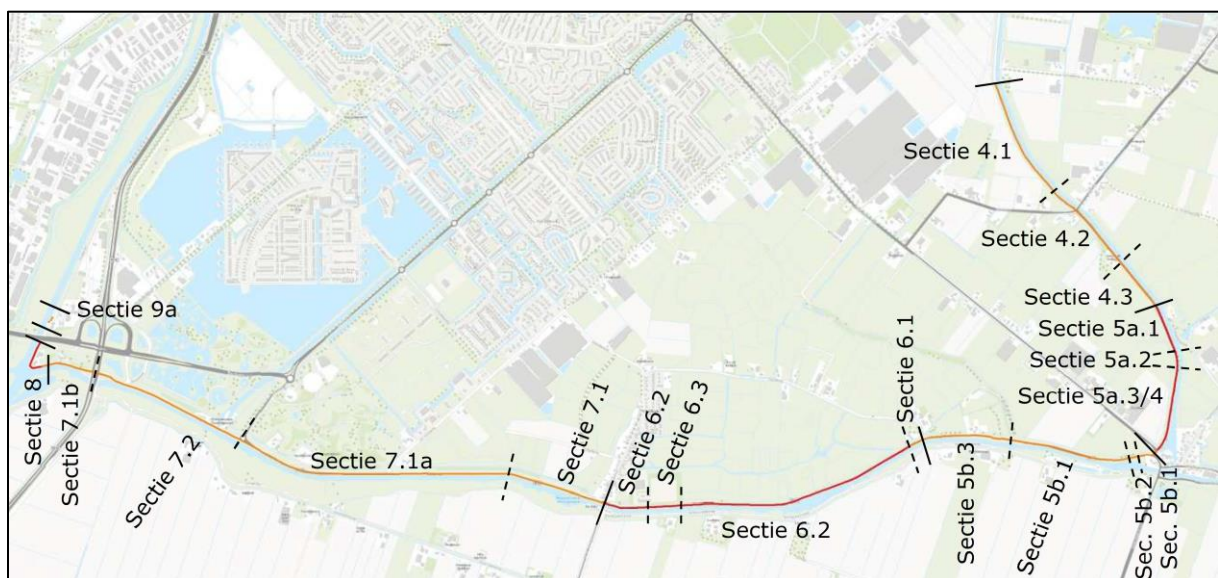 Sectie 4.1
Sectie 4.2
Sectie 4.3
Sectie 9a
Sectie 5a.1
Sectie 5a.2
Sectie 5a.3/4
Sectie 8
Sectie 7.1b
Sectie 7.2
Sectie 7.1a
Sectie 7.1
Sectie 6.2
Sectie 6.3
Sectie 6.2
Sectie 6.1
Sectie 5b.3
Sectie 5b.1
Sec. 5b.2
Sec. 5b.1